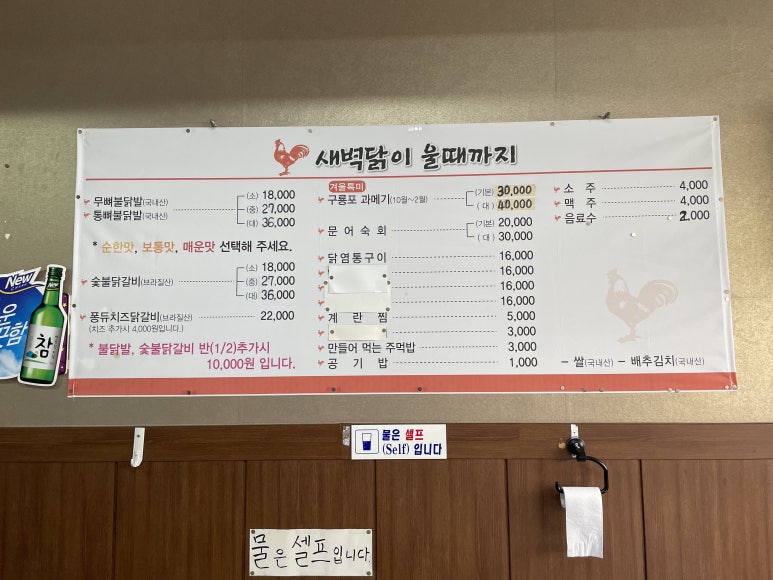 새벽닭이 울때까지
무뼈불닭발(국내산)
통뼈불닭발(국내산)
(소) 18,000
(중) 27,000
(대) 36,000
* 순한맛, 보통맛, 매운맛 선택해 주세요.
숯불닭갈비(브라질산)
(소) 18,000
(중) 27,000
(대) 36,000
퐁듀치즈닭갈비(브라질산) 22,000
(치즈 추가시 4,000원입니다.)
* 불닭발, 숯불닭갈비 반(1/2)추가시
10,000원 입니다.
겨울특미
구룡포 과메기(10월~2월)
(기본) 30,000
(대) 40,000
문어숙회
(기본) 20,000
(대) 30,000
닭염통구이 16,000
16,000
16,000
16,000
계란찜 5,000
3,000
만들어 먹는 주먹밥 3,000
공기밥 1,000
소주 4,000
맥주 4,000
음료수 2,000
- 쌀(국내산) - 배추김치(국내산)
New
New
참
물은 셀프
(Self) 입니다
물은 셀프입니다.